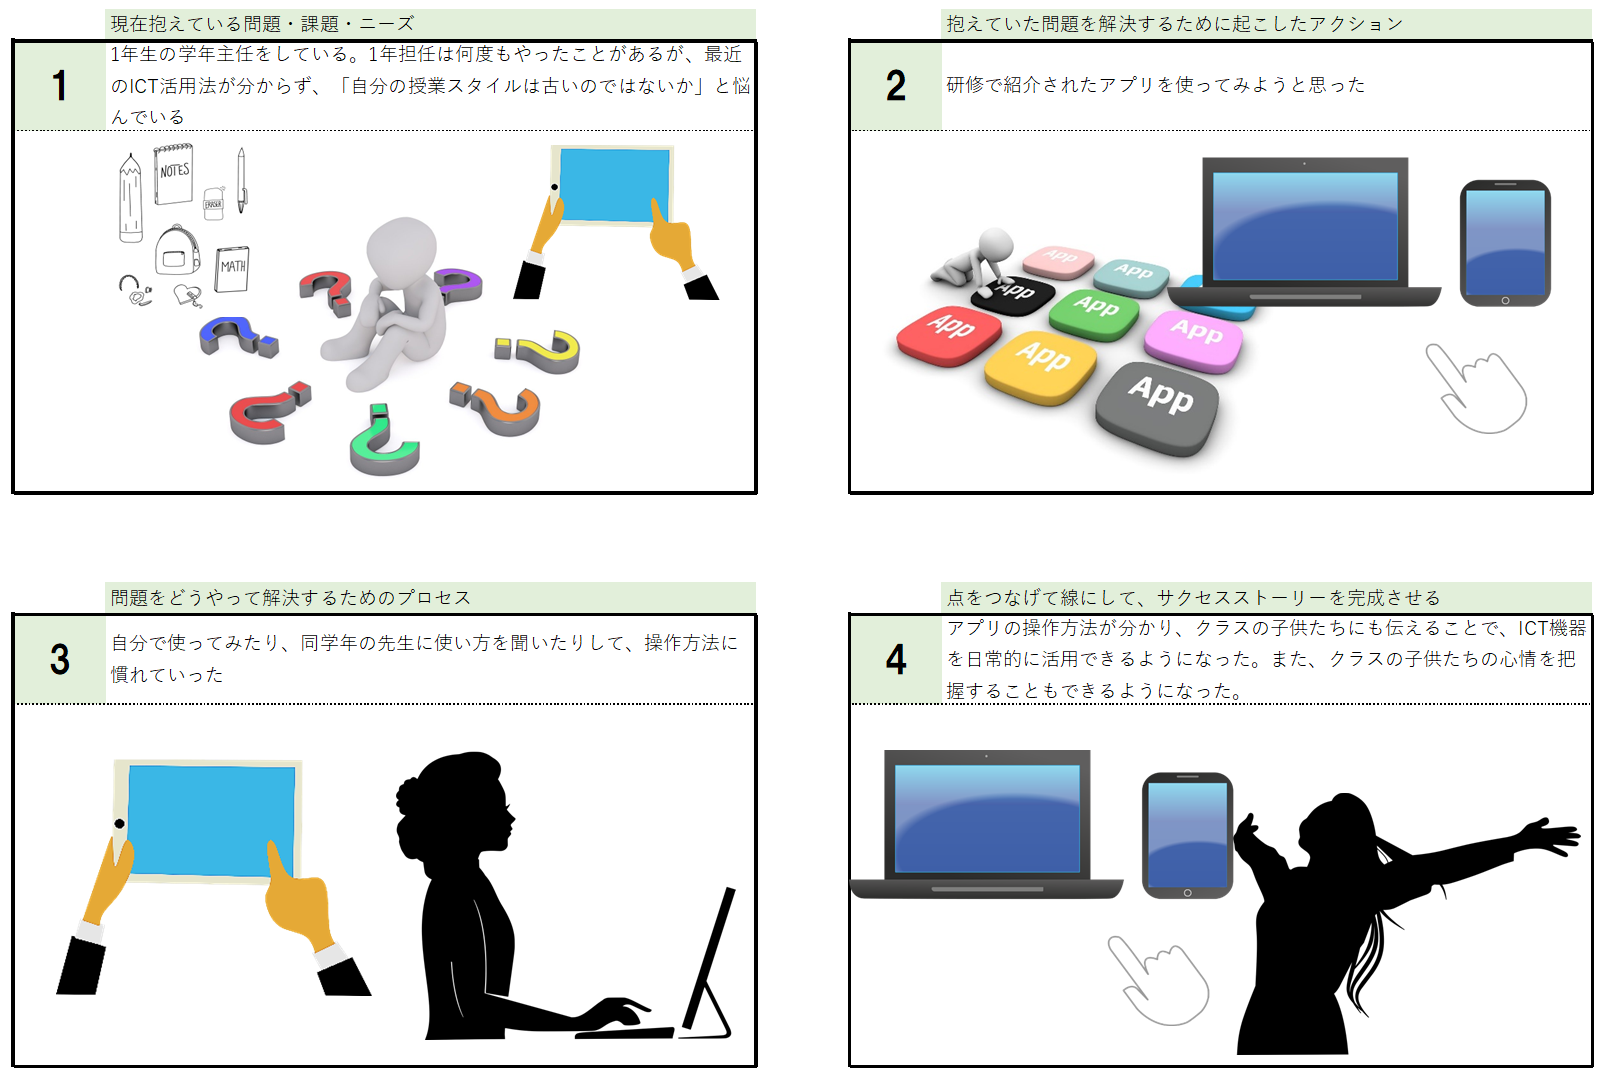 現在抱えている問題・課題・ニーズ
1
1年生の学年主任をしている。1年担任は何度もやったことがあるが、最近
のICT活用法が分からず、「自分の授業スタイルは古いのではないか」と悩
んでいる
NOTES
ERASER
MATH
抱えていた問題を解決するために起こしたアクション
2
研修で紹介されたアプリを使ってみようと思った
App
App
App
App
App
App
App
App
問題をどうやって解決するためのプロセス
3
自分で使ってみたり、同学年の先生に使い方を聞いたりして、操作方法に
慣れていった
点をつなげて線にして、サクセスストーリーを完成させる
4
アプリの操作方法が分かり、クラスの子供たちにも伝えることで、ICT機器
を日常的に活用できるようになった。また、クラスの子供たちの心情を把
握することもできるようになった。